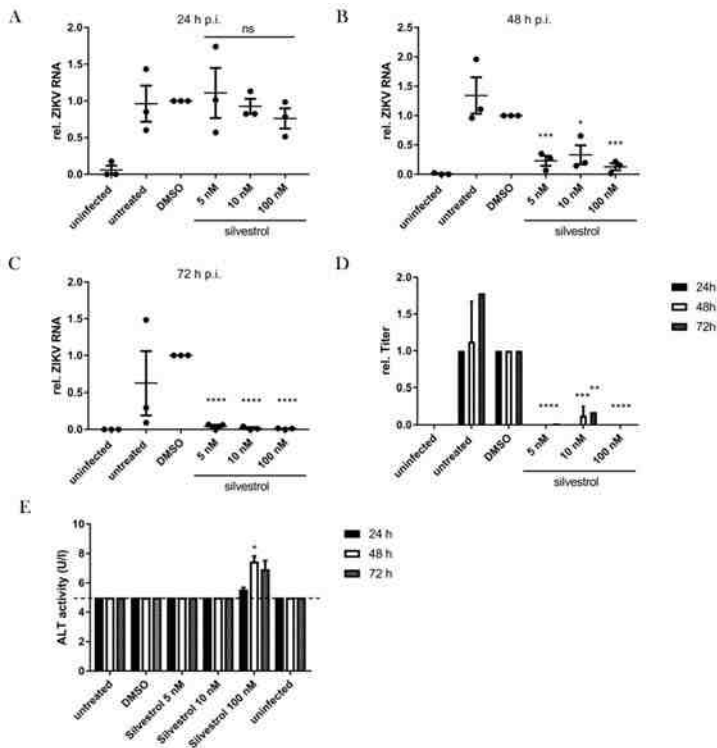 A
24 h p.i.
ns
rel. ZIKV RNA
2.0
1.5
1.0
0.5
0.0
uninfected
untreated
DMSO
5 nM
10 nM
100 nM
silvestrol
B
48 h p.i.
rel. ZIKV RNA
2.0
1.5
1.0
0.5
0.0
***
*
***
uninfected
untreated
DMSO
5 nM
10 nM
100 nM
silvestrol
C
72 h p.i.
rel. ZIKV RNA
2.0
1.5
1.0
0.5
0.0
****
****
****
uninfected
untreated
DMSO
5 nM
10 nM
100 nM
silvestrol
D
rel. Titer
2.0
1.5
1.0
0.5
0.0
****
***
**
****
uninfected
untreated
DMSO
5 nM
10 nM
100 nM
silvestrol
24h
48h
72h
E
ALT activity (U/l)
10
8
6
4
2
0
*
untreated
DMSO
Silvestrol 5 nM
Silvestrol 10 nM
Silvestrol 100 nM
uninfected
24 h
48 h
72 h